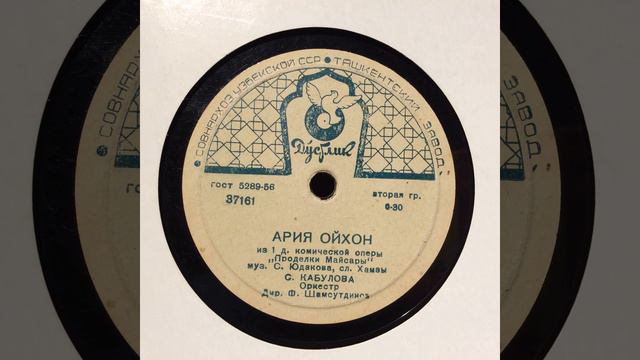 • СОВНАРХОЗ УЗБЕКСКОЙ ССР • ТАШКЕНТСКИЙ ЗАВОД
Дӯстлик
гост 5289-56
37161
вторая гр.
6-30
АРИЯ ОЙХОН
из 1 д. комической оперы
„Проделки Майсары"
муз. С. Юдакова, сл. Хамзы
С. КАБУЛОВА
Оркестр
Дир. Ф. Шамсутдинов